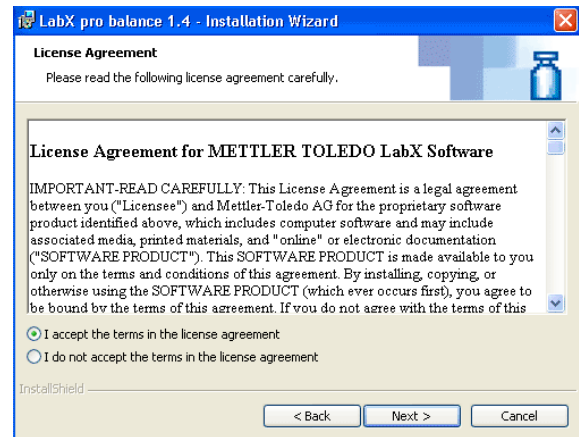 LabX pro balance 1.4 - Installation Wizard
License Agreement
Please read the following license agreement carefully.
License Agreement for METTLER TOLEDO LabX Software
IMPORTANT-READ CAREFULLY: This License Agreement is a legal agreement
between you ("Licensee") and Mettler-Toledo AG for the proprietary software
product identified above, which includes computer software and may include
associated media, printed materials, and "online" or electronic documentation
("SOFTWARE PRODUCT"). This SOFTWARE PRODUCT is made available to you
only on the terms and conditions of this agreement. By installing, copying, or
otherwise using the SOFTWARE PRODUCT (which ever occurs first), you agree to
be bound by the terms of this agreement. If you do not agree with the terms of this
I accept the terms in the license agreement
I do not accept the terms in the license agreement
InstallShield
< Back Next > Cancel